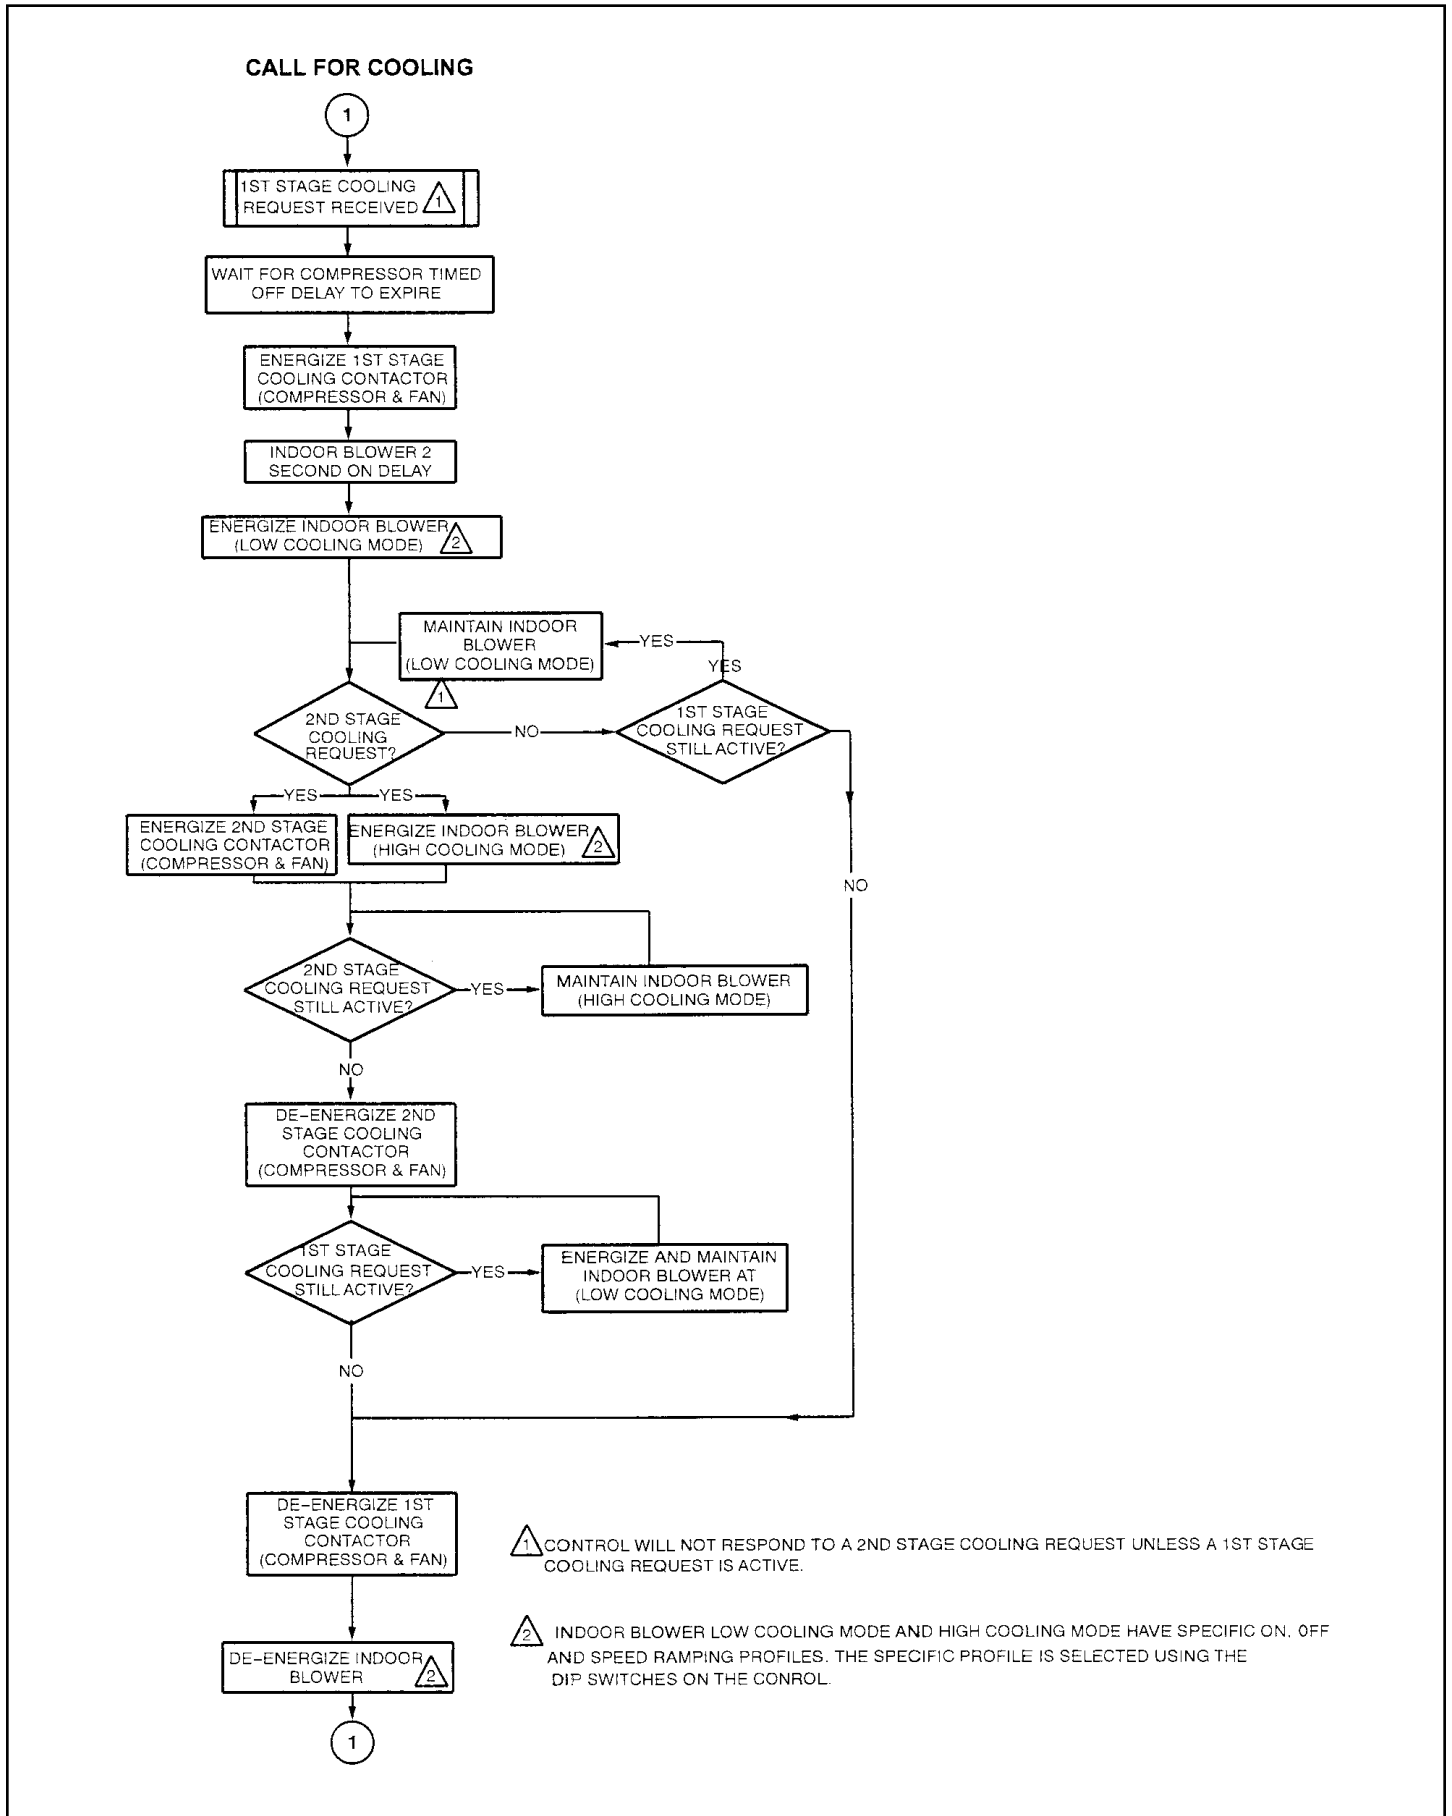 CALL FOR COOLING
1
1ST STAGE COOLING
REQUEST RECEIVED 1
WAIT FOR COMPRESSOR TIMED
OFF DELAY TO EXPIRE
ENERGIZE 1ST STAGE
COOLING CONTACTOR
(COMPRESSOR & FAN)
INDOOR BLOWER 2
SECOND ON DELAY
ENERGIZE INDOOR BLOWER
(LOW COOLING MODE) 2
MAINTAIN INDOOR
BLOWER
(LOW COOLING MODE)
1
YES
YES
2ND STAGE
COOLING
REQUEST?
NO
1ST STAGE
COOLING REQUEST
STILL ACTIVE?
YES
YES
ENERGIZE 2ND STAGE
COOLING CONTACTOR
(COMPRESSOR & FAN)
ENERGIZE INDOOR BLOWER
(HIGH COOLING MODE) 2
NO
2ND STAGE
COOLING REQUEST
STILL ACTIVE?
YES
MAINTAIN INDOOR BLOWER
(HIGH COOLING MODE)
NO
DE-ENERGIZE 2ND
STAGE COOLING
CONTACTOR
(COMPRESSOR & FAN)
1ST STAGE
COOLING REQUEST
STILL ACTIVE?
YES
ENERGIZE AND MAINTAIN
INDOOR BLOWER AT
(LOW COOLING MODE)
NO
DE-ENERGIZE 1ST
STAGE COOLING
CONTACTOR
(COMPRESSOR & FAN)
1 CONTROL WILL NOT RESPOND TO A 2ND STAGE COOLING REQUEST UNLESS A 1ST STAGE
COOLING REQUEST IS ACTIVE.
2 INDOOR BLOWER LOW COOLING MODE AND HIGH COOLING MODE HAVE SPECIFIC ON, OFF
AND SPEED RAMPING PROFILES. THE SPECIFIC PROFILE IS SELECTED USING THE
DIP SWITCHES ON THE CONROL.
DE-ENERGIZE INDOOR
BLOWER 2
1